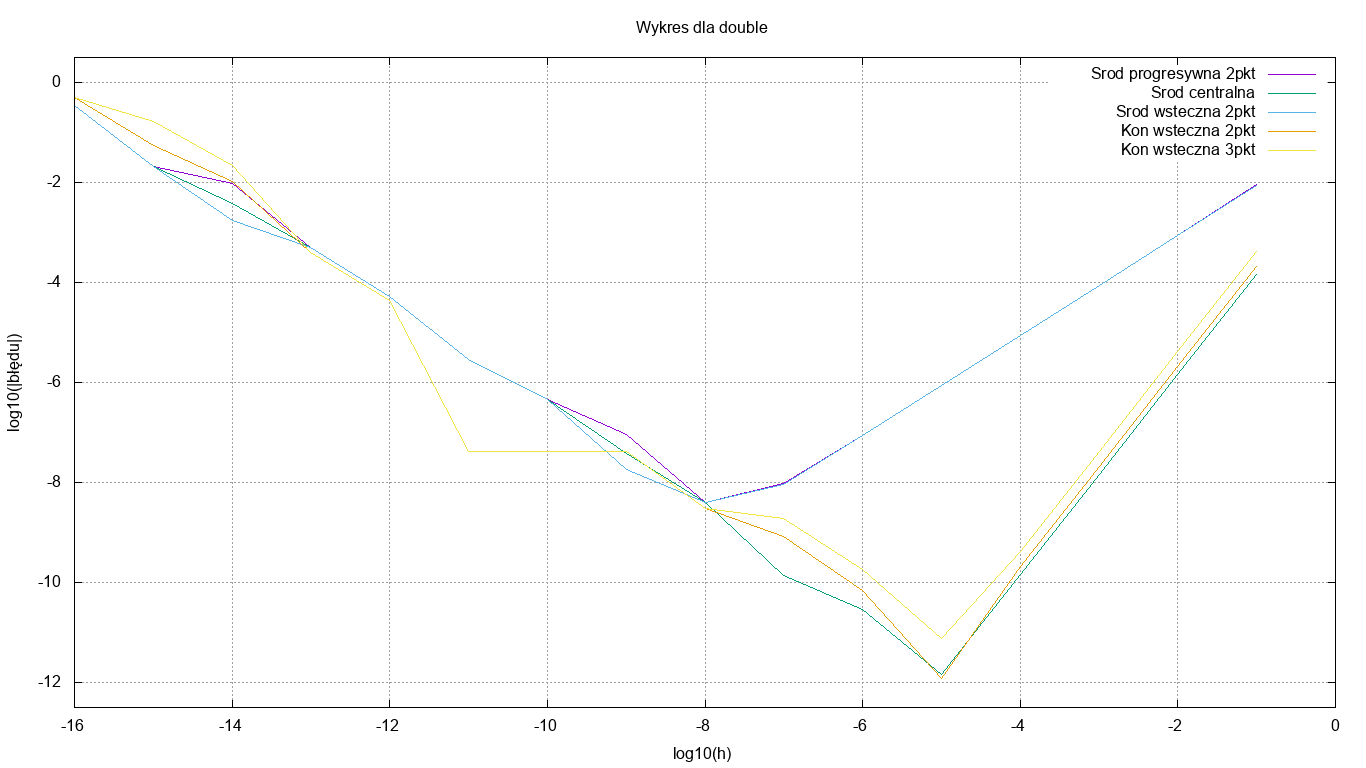 Wykres dla double
Srod progresywna 2pkt
Srod centralna
Srod wsteczna 2pkt
Kon wsteczna 2pkt
Kon wsteczna 3pkt
log10(|błędu|)
0
-2
-4
-6
-8
-10
-12
-16
-14
-12
-10
-8
-6
-4
-2
0
log10(h)